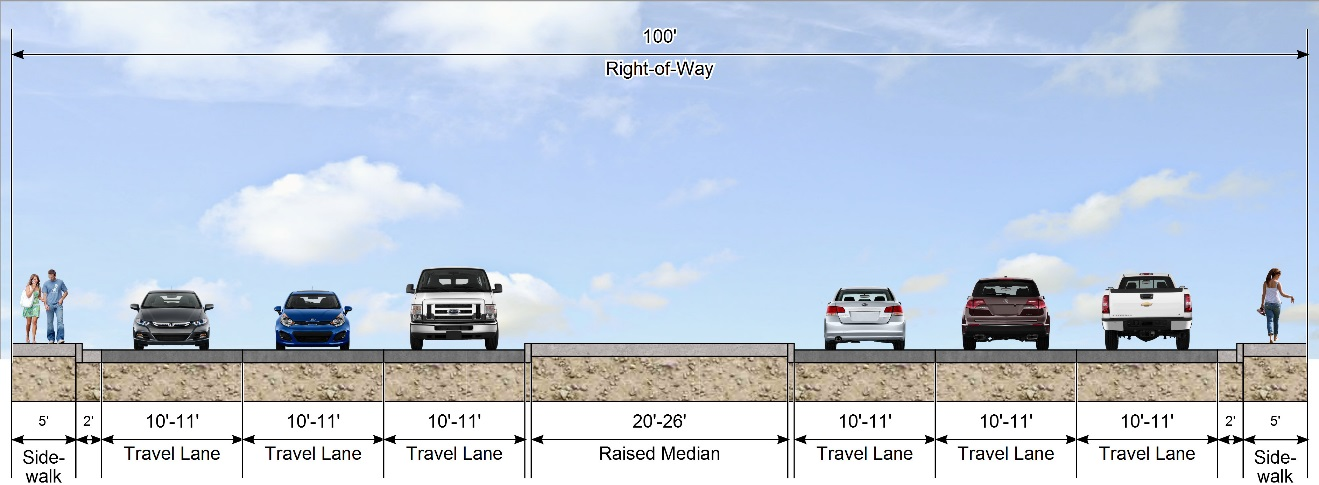 100'
Right-of-Way
5' 2' 10'-11' 10'-11' 10'-11' 20'-26' 10'-11' 10'-11' 10'-11' 2' 5'
Side- Travel Lane Travel Lane Travel Lane Raised Median Travel Lane Travel Lane Travel Lane Side-
walk walk